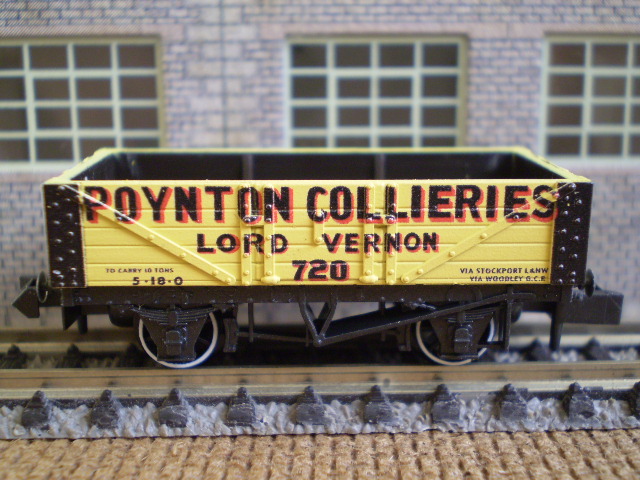 POYNTON COLLIERIES
LORD VERNON
720
TO CARRY 10 TONS
5-18-0
VIA STOCKPORT L&NW
VIA WOODLEY G.C.R